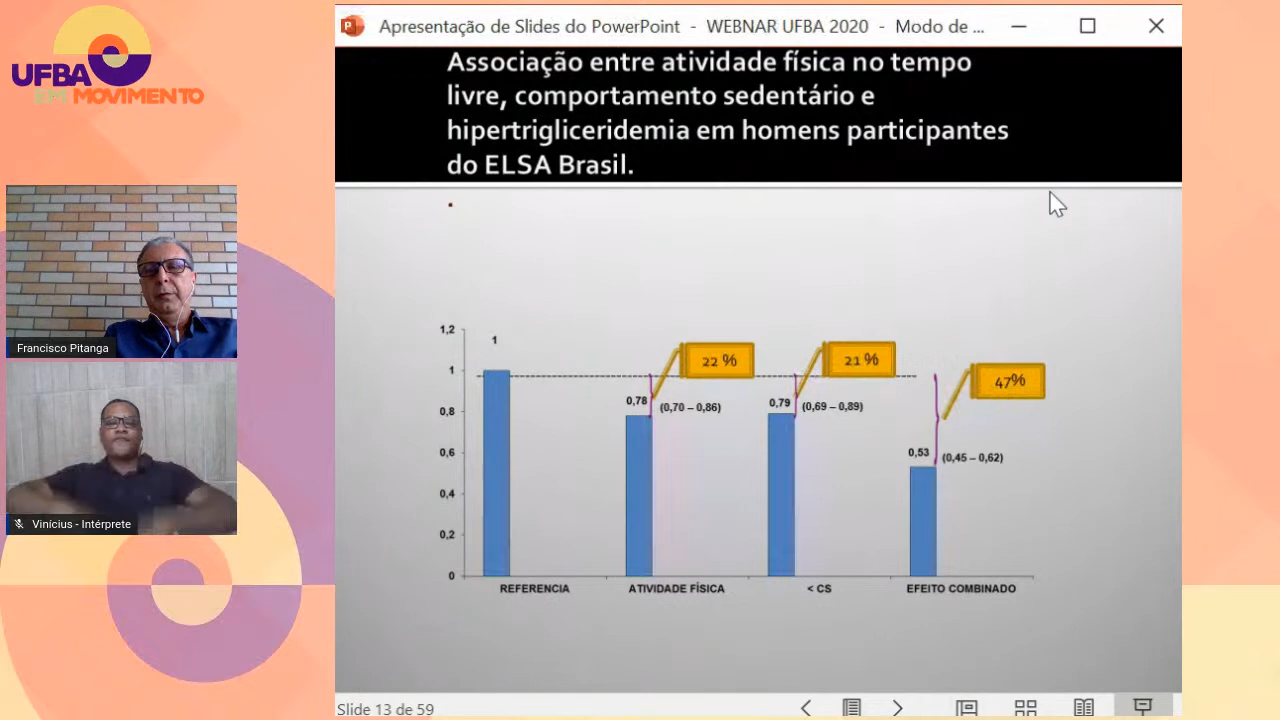 UFBA
EM MOVIMENTO
Apresentação de Slides do PowerPoint - WEBNAR UFBA 2020 - Modo de ...
Associação entre atividade física no tempo
livre, comportamento sedentário e
hipertrigliceridemia em homens participantes
do ELSA Brasil.
1,2
1
0,8
0,6
0,4
0,2
0
1
22 %
0,78
(0,70 – 0,86)
21 %
0,79
(0,69 – 0,89)
47%
0,53
(0,45 – 0,62)
REFERENCIA
ATIVIDADE FÍSICA
< CS
EFEITO COMBINADO
Francisco Pitanga
Vinícius - Intérprete
Slide 13 de 59